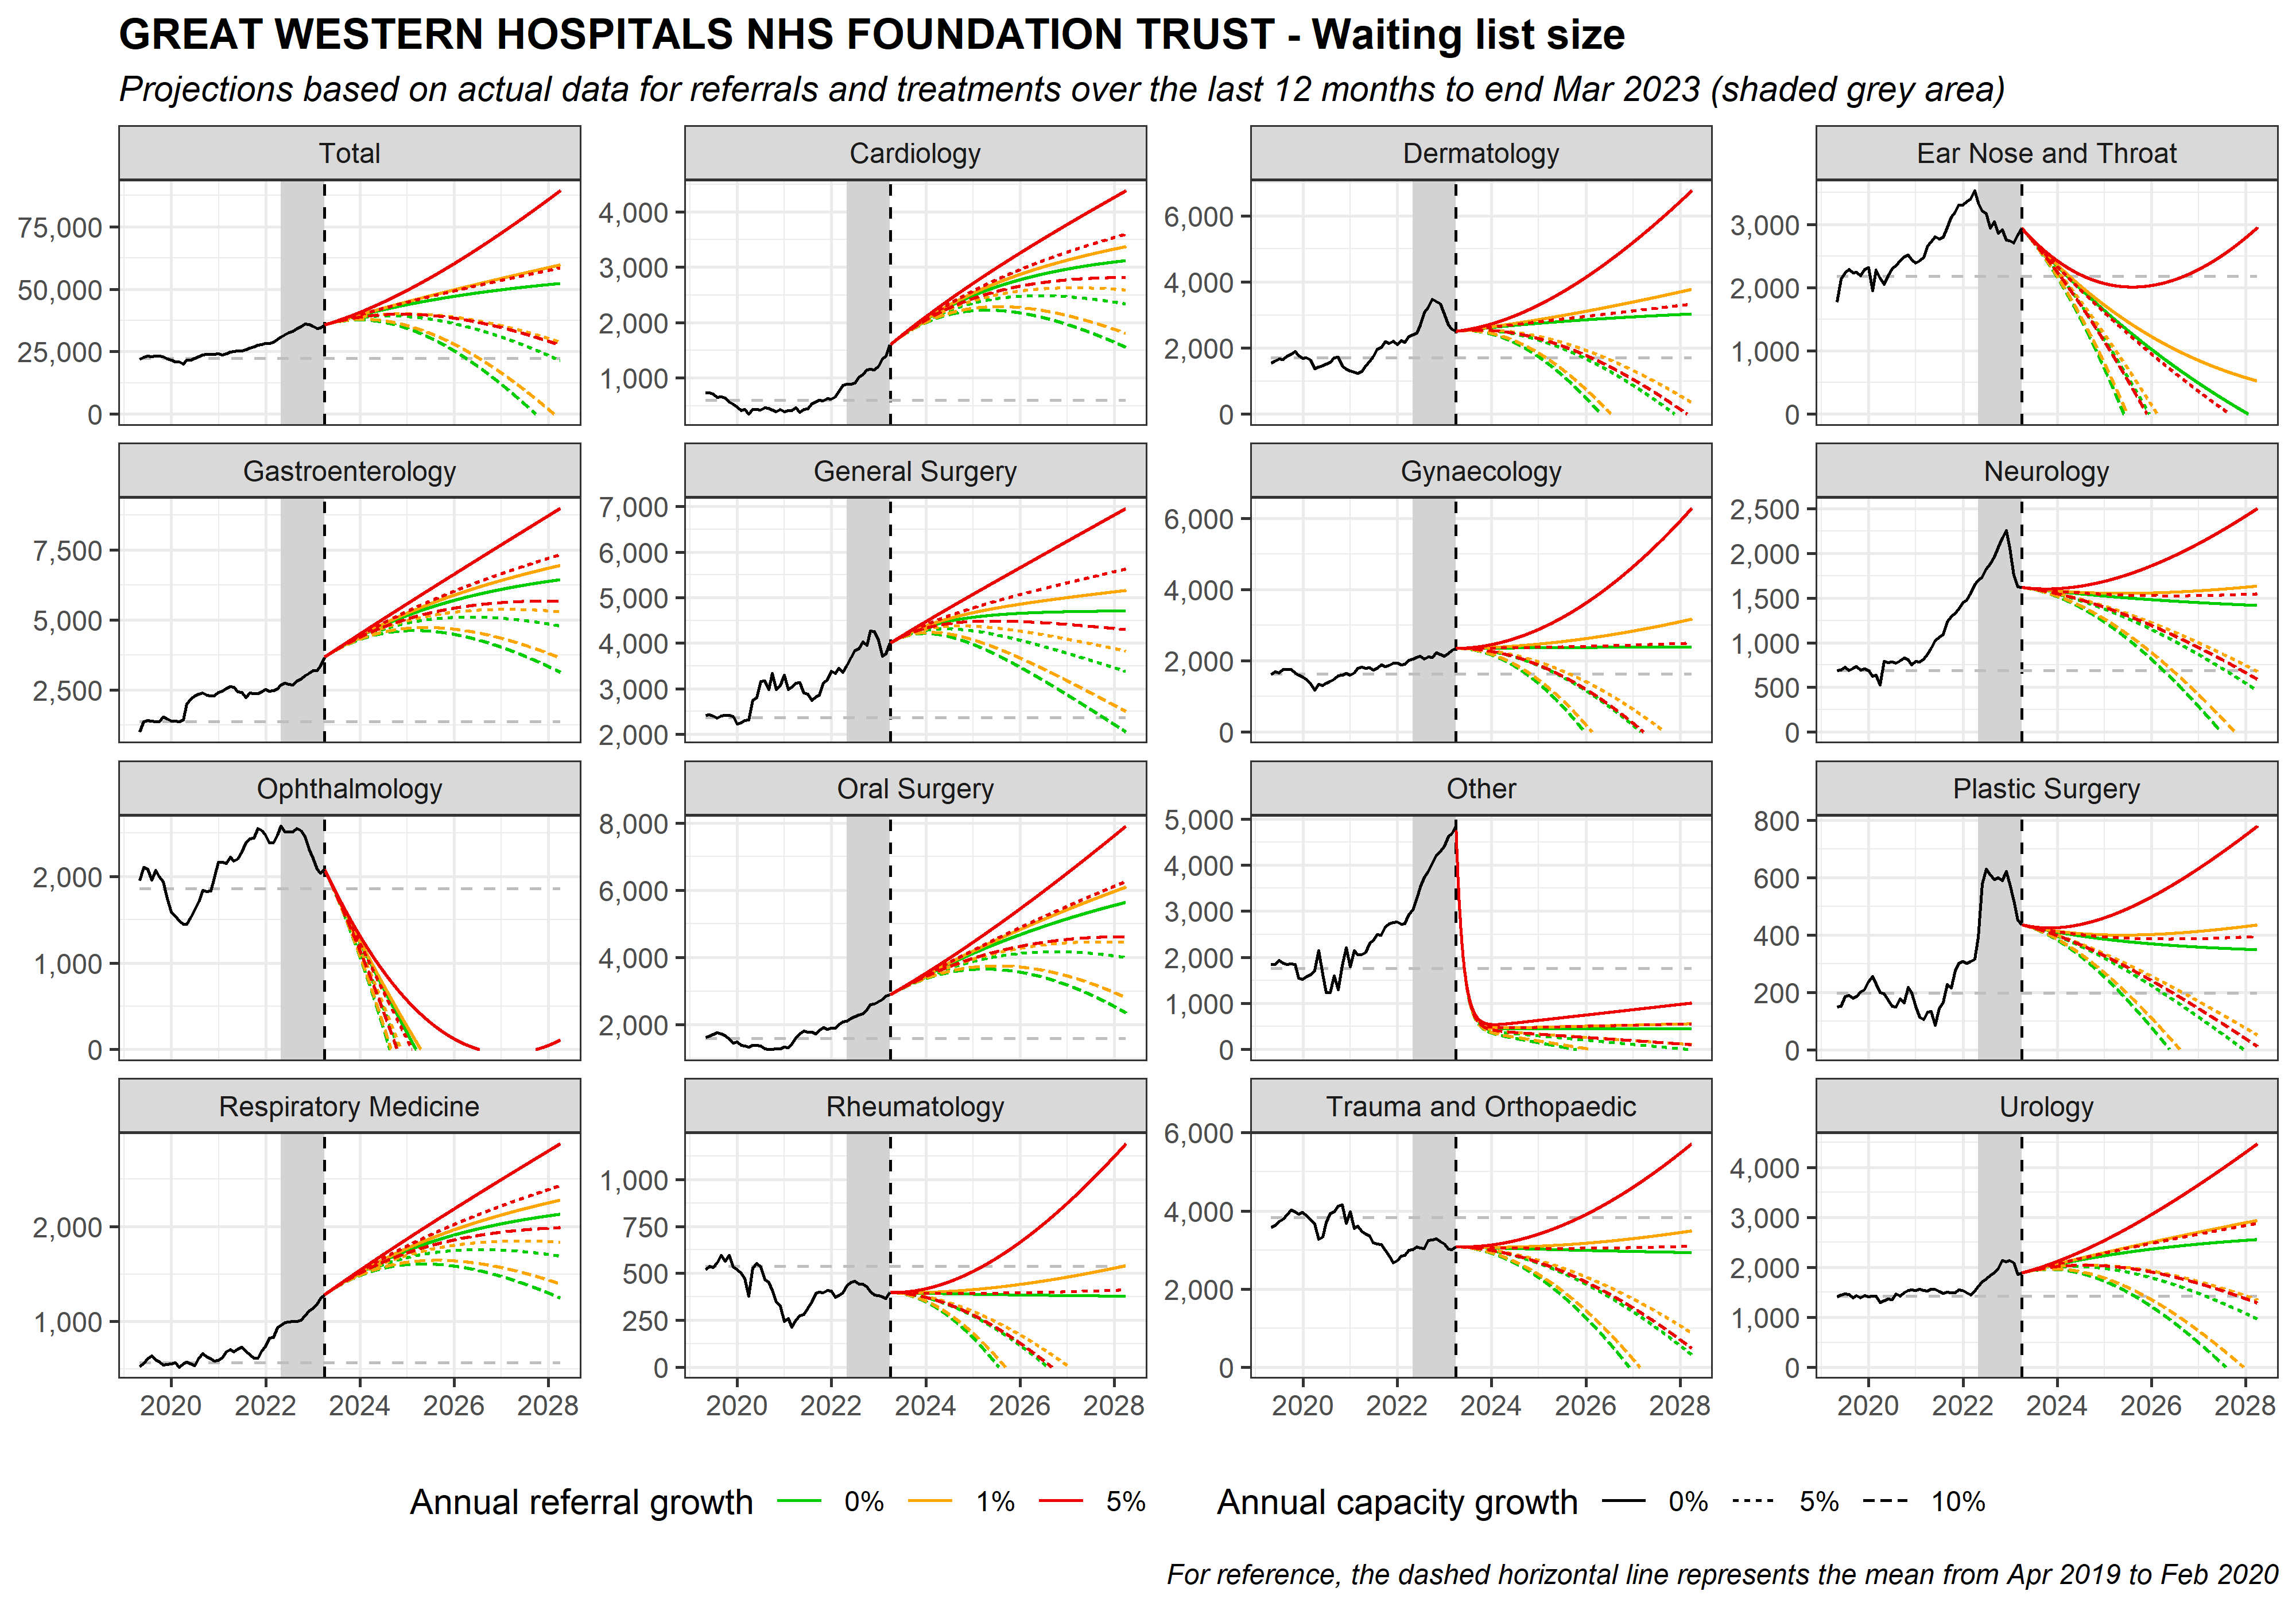 GREAT WESTERN HOSPITALS NHS FOUNDATION TRUST - Waiting list size
Projections based on actual data for referrals and treatments over the last 12 months to end Mar 2023 (shaded grey area)
Total
Cardiology
Dermatology
Ear Nose and Throat
75,000
50,000
25,000
0
4,000
3,000
2,000
1,000
6,000
4,000
2,000
0
3,000
2,000
1,000
0
Gastroenterology
General Surgery
Gynaecology
Neurology
7,500
5,000
2,500
7,000
6,000
5,000
4,000
3,000
2,000
6,000
4,000
2,000
0
2,500
2,000
1,500
1,000
500
0
Ophthalmology
Oral Surgery
Other
Plastic Surgery
2,000
1,000
0
8,000
6,000
4,000
2,000
5,000
4,000
3,000
2,000
1,000
0
800
600
400
200
0
Respiratory Medicine
Rheumatology
Trauma and Orthopaedic
Urology
2,000
1,000
1,000
750
500
250
0
6,000
4,000
2,000
0
4,000
3,000
2,000
1,000
0
2020 2022 2024 2026 2028
2020 2022 2024 2026 2028
2020 2022 2024 2026 2028
2020 2022 2024 2026 2028
Annual referral growth 0% 1% 5%
Annual capacity growth 0% 5% 10%
For reference, the dashed horizontal line represents the mean from Apr 2019 to Feb 2020